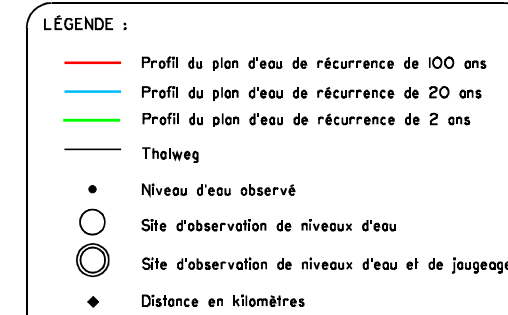 LÉGENDE :
Profil du plan d'eau de récurrence de 100 ans
Profil du plan d'eau de récurrence de 20 ans
Profil du plan d'eau de récurrence de 2 ans
Thalweg
Niveau d'eau observé
Site d'observation de niveaux d'eau
Site d'observation de niveaux d'eau et de jaugeage
Distance en kilomètres